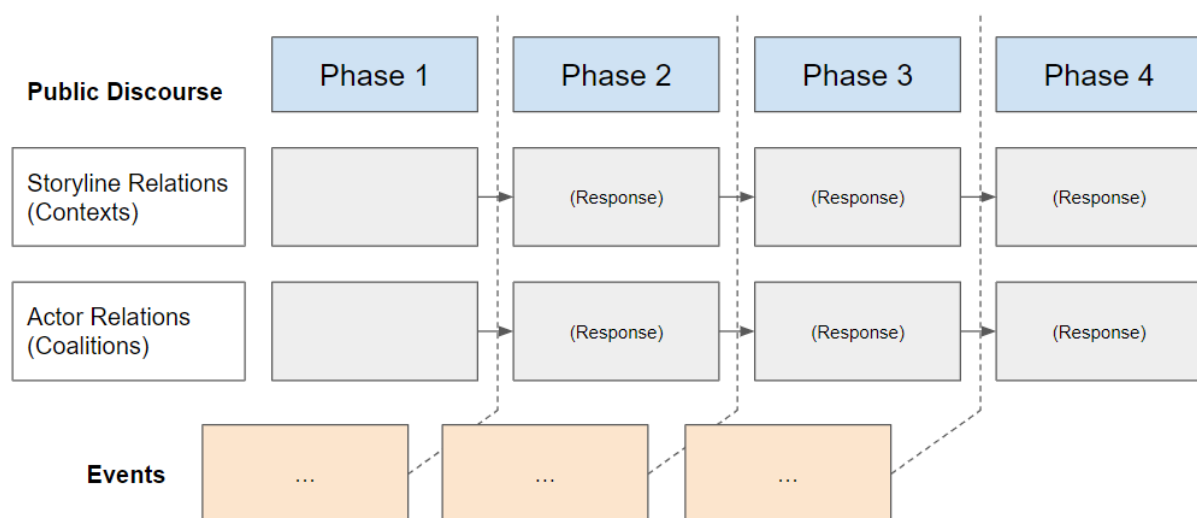 Phase 1
Phase 2
Phase 3
Phase 4
Public Discourse
Storyline Relations
(Contexts)
(Response)
(Response)
(Response)
Actor Relations
(Coalitions)
(Response)
(Response)
(Response)
Events
...
...
...